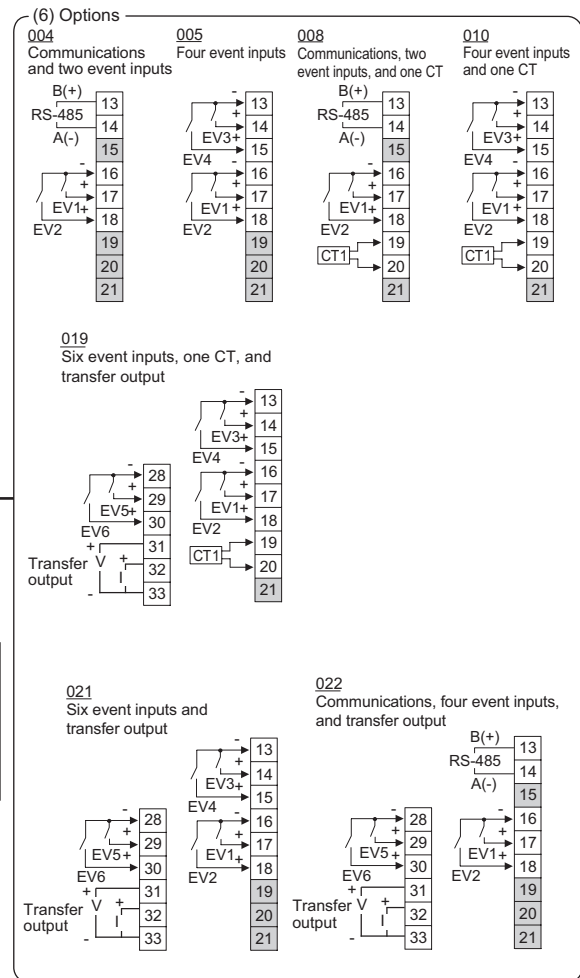 (6) Options
004
Communications
and two event inputs
B(+)
RS-485
A(-)
13
14
15
16
17
18
19
20
21
-
+
EV1+
EV2
005
Four event inputs
-
+
EV3+
EV4
-
+
EV1+
EV2
13
14
15
16
17
18
19
20
21
008
Communications, two
event inputs, and one CT
B(+)
RS-485
A(-)
-
+
EV1+
EV2
CT1
13
14
15
16
17
18
19
20
21
010
Four event inputs
and one CT
-
+
EV3+
EV4
-
+
EV1+
EV2
CT1
13
14
15
16
17
18
19
20
21
019
Six event inputs, one CT, and
transfer output
-
+
EV5+
EV6
Transfer
output
+
V
-
+
I
28
29
30
31
32
33
-
+
EV3+
EV4
-
+
EV1+
EV2
CT1
13
14
15
16
17
18
19
20
21
021
Six event inputs and
transfer output
-
+
EV5+
EV6
Transfer
output
+
V
-
+
I
28
29
30
31
32
33
-
+
EV3+
EV4
-
+
EV1+
EV2
13
14
15
16
17
18
19
20
21
022
Communications, four event inputs,
and transfer output
-
+
EV5 +
EV6
Transfer
output
+
V
-
+
I
28
29
30
31
32
33
B(+)
RS-485
A(-)
-
+
EV1+
EV2
13
14
15
16
17
18
19
20
21